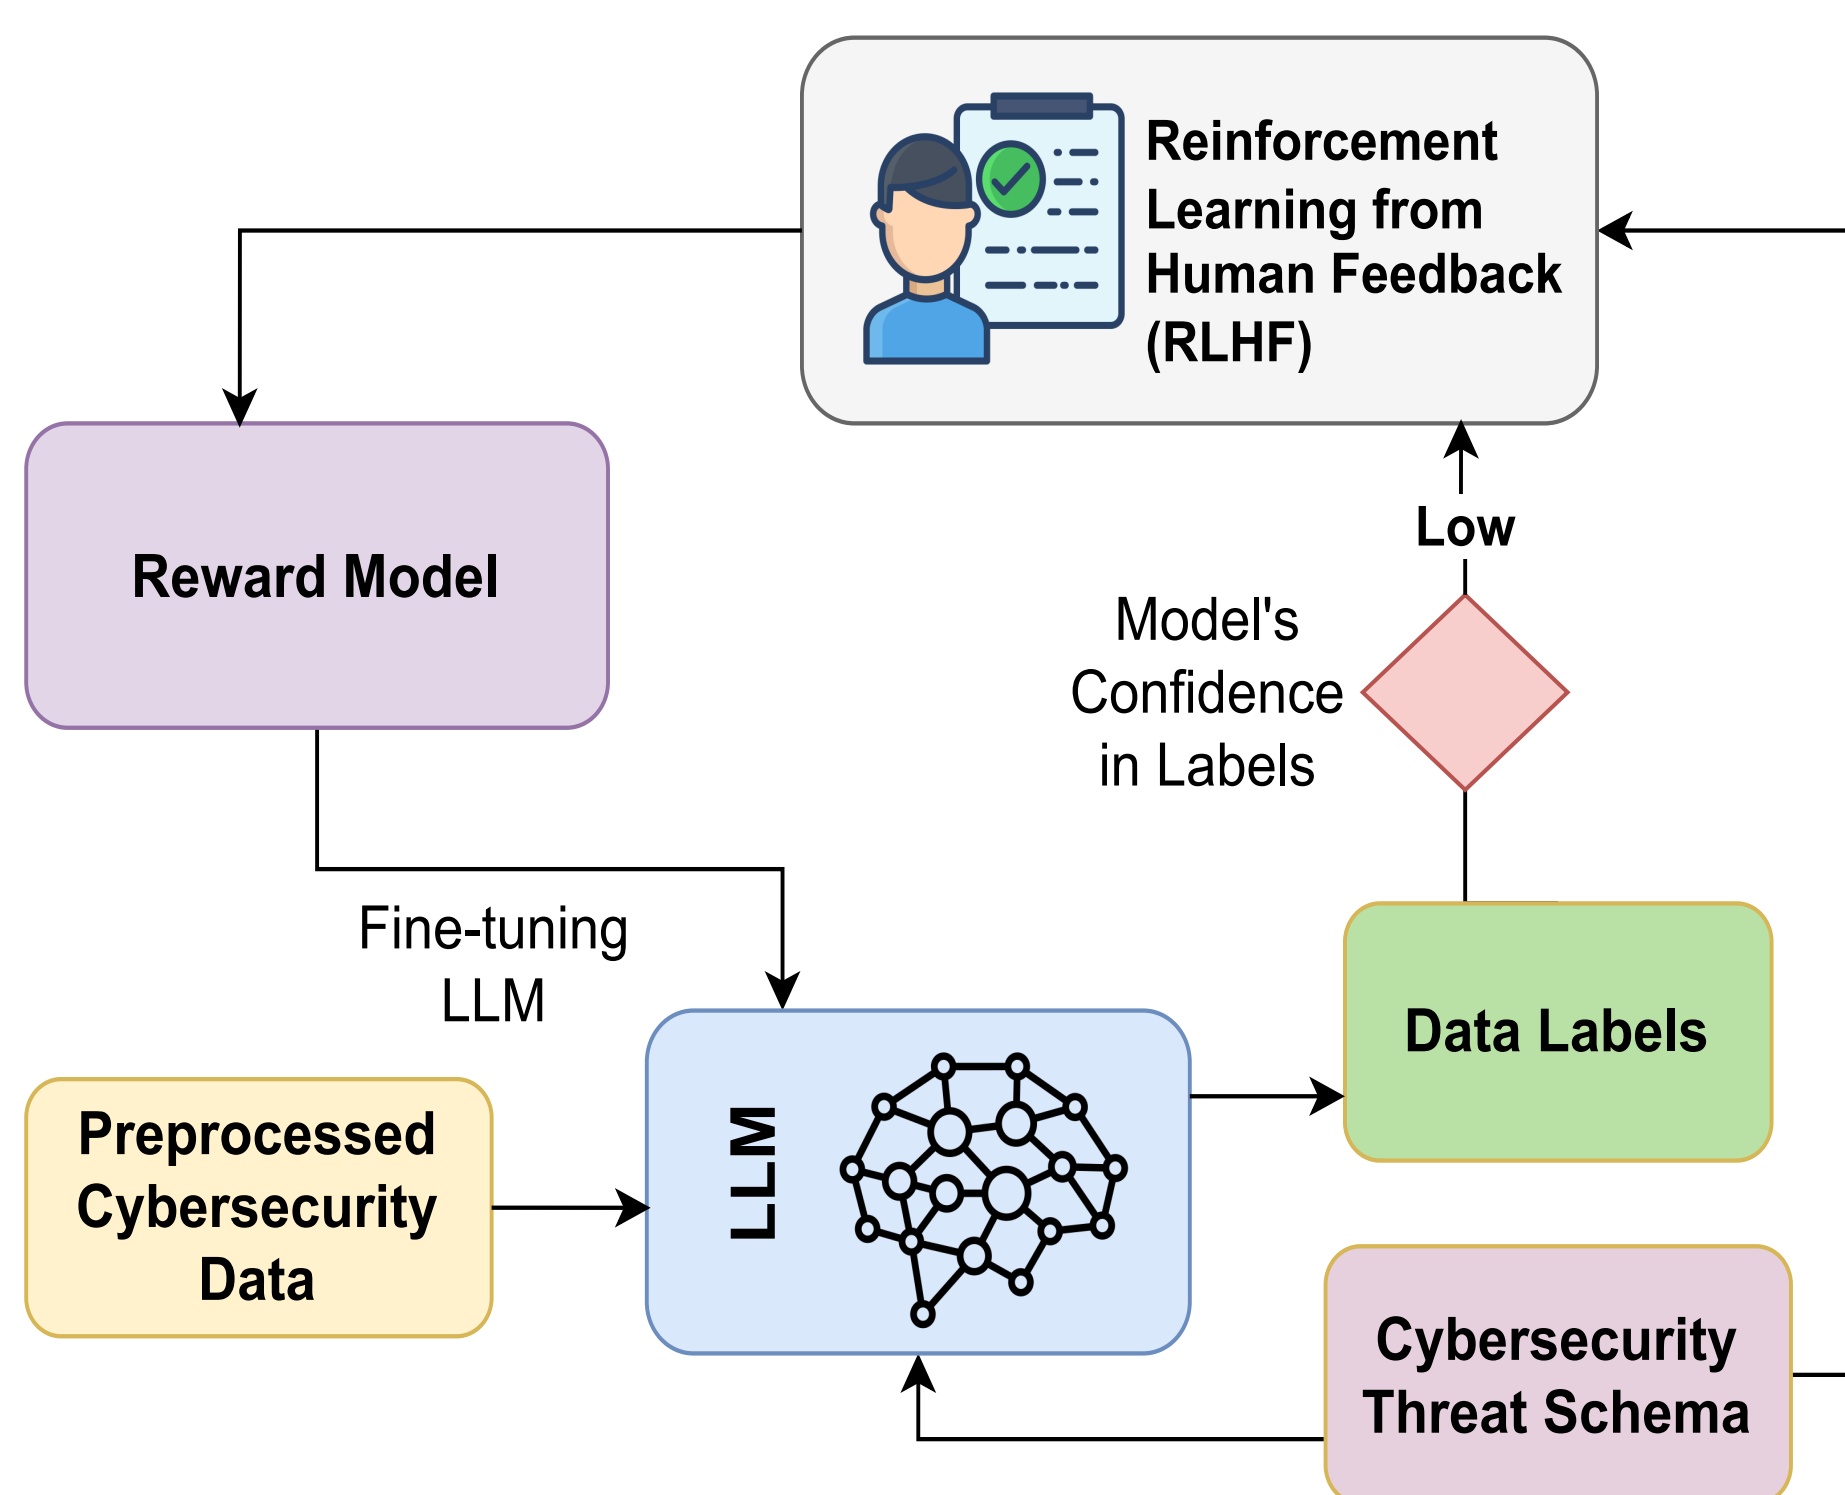 Reinforcement
Learning from
Human Feedback
(RLHF)
Reward Model
Low
Model's
Confidence
in Labels
Fine-tuning
LLM
Data Labels
Preprocessed
Cybersecurity
Data
LLM
Cybersecurity
Threat Schema